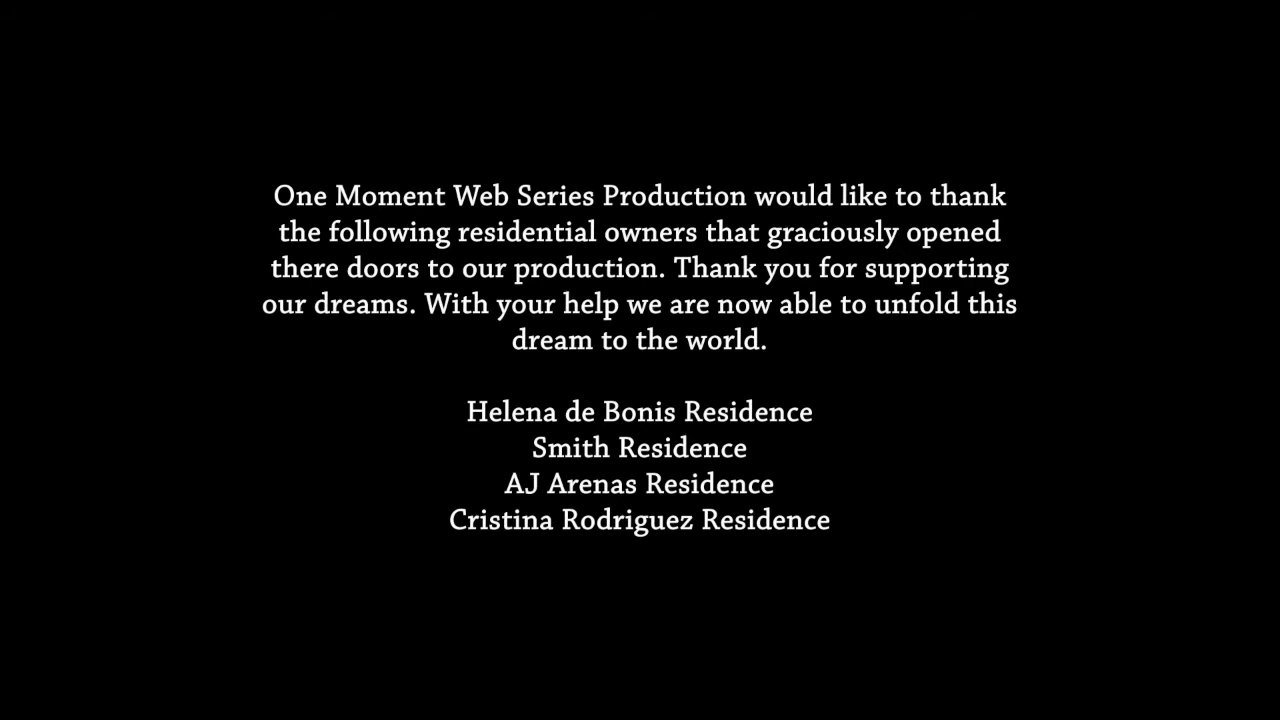 One Moment Web Series Production would like to thank
the following residential owners that graciously opened
there doors to our production. Thank you for supporting
our dreams. With your help we are now able to unfold this
dream to the world.
Helena de Bonis Residence
Smith Residence
AJ Arenas Residence
Cristina Rodriguez Residence